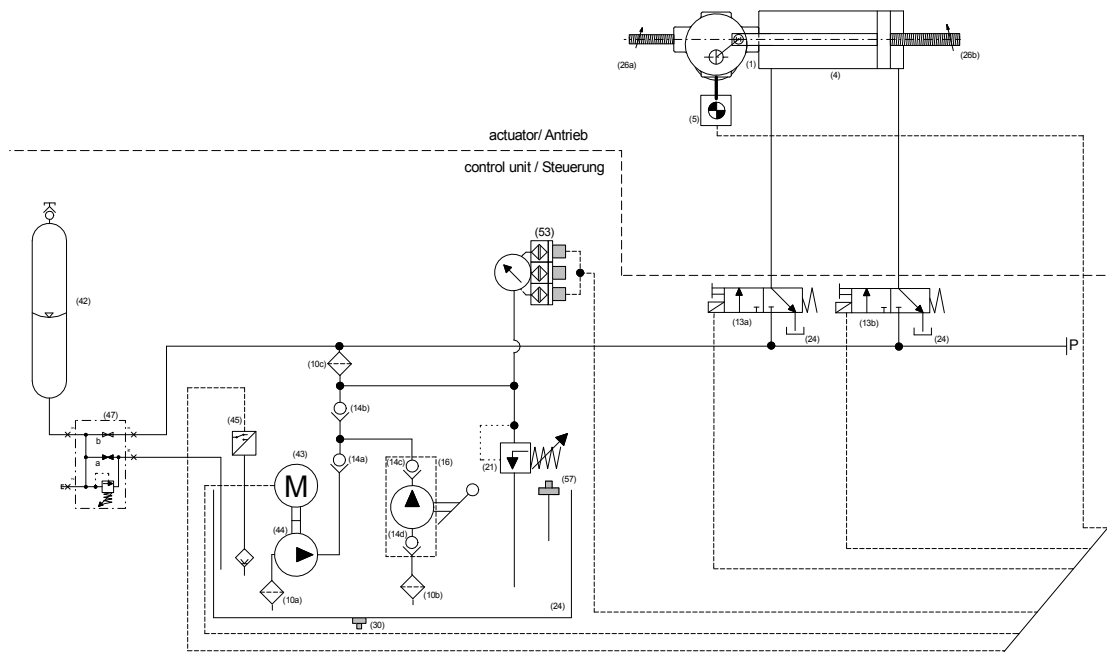 (26a)
(1)
(4)
(26b)
(5)
actuator/ Antrieb
control unit / Steuerung
(53)
(42)
(13a)
(24)
(13b)
(24)
P
(10c)
(47)
b
a
(45)
(14b)
(43)
M
(14a)
(14c)
(16)
(21)
(57)
(44)
(14d)
(10a)
(10b)
(24)
(30)